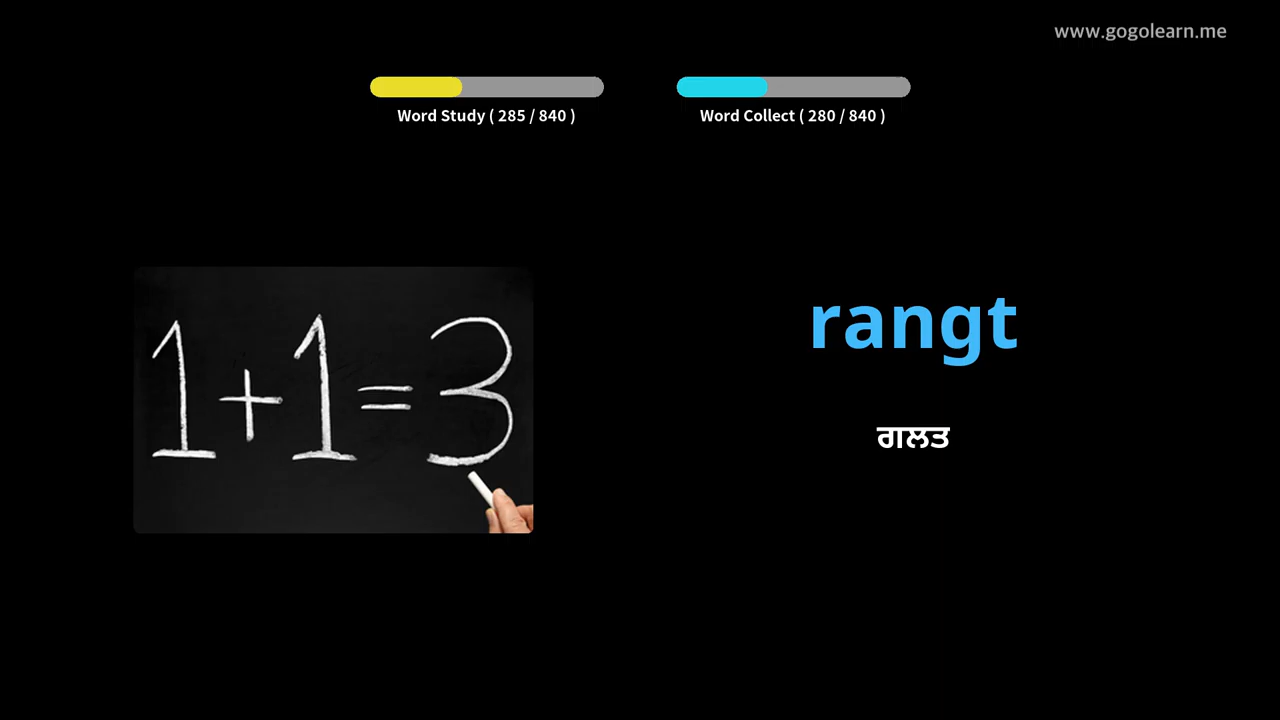 www.gogolearn.me
Word Study ( 285 / 840 )
Word Collect ( 280 / 840 )
1+1=3
rangt
ਗਲਤ